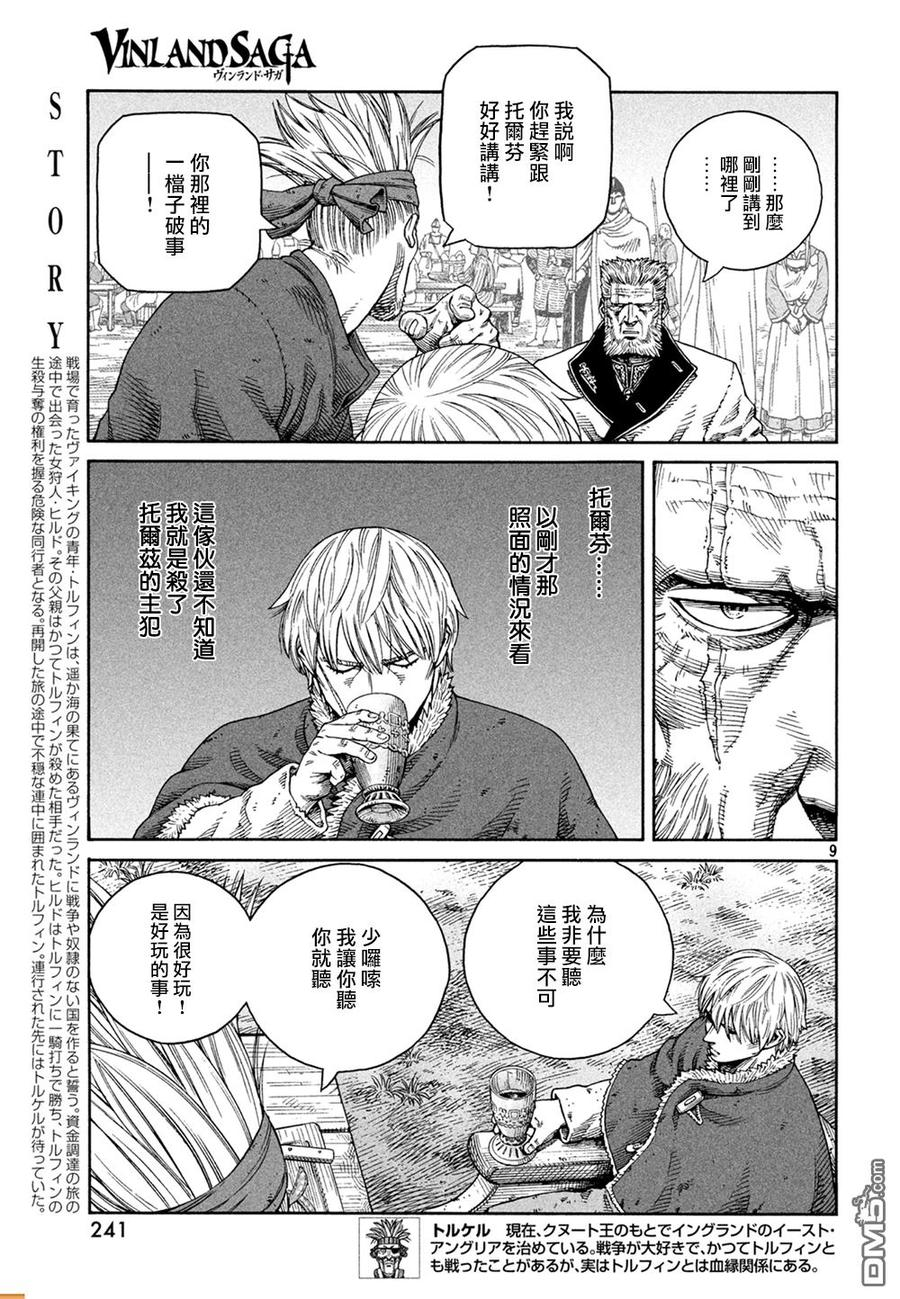 VINLAND SAGA
ヴィンランド・サガ
STORY
戦場で育ったヴァイキングの青年・トルフィンは、遥か海の果てにあるヴィンランドに戦争や奴隷のない国を作ると誓う。資金調達の旅の
途中で出会った女狩人・ヒルド。その父親はかつてトルフィンが殺めた相手だった。ヒルドはトルフィンに一騎打ちで勝ち、トルフィンの
生殺与奪の権利を握る危険な同行者となる。再開した旅の途中で不穏な連中に囲まれたトルフィン。連行された先にはトルケルが待っていた。
……那麼
剛剛講到
哪裡了
……
我說啊
你趕緊跟
托爾芬
好好講講！
你那裡的
一檔子破事
——！
托爾芬……
以剛才那
照面的情況來看
這傢伙還不知道
我就是殺了
托爾茲的主犯
9
為什麼
我非要聽
這些事不可
少囉嗦
我讓你聽
你就聽
因為很好玩！
是好玩的事！
241
トルケル　現在、クヌート王のもとでイングランドのイースト・
アングリアを治めている。戦争が大好きで、かつてトルフィンと
も戦ったことがあるが、実はトルフィンとは血縁関係にある。
DM5.com